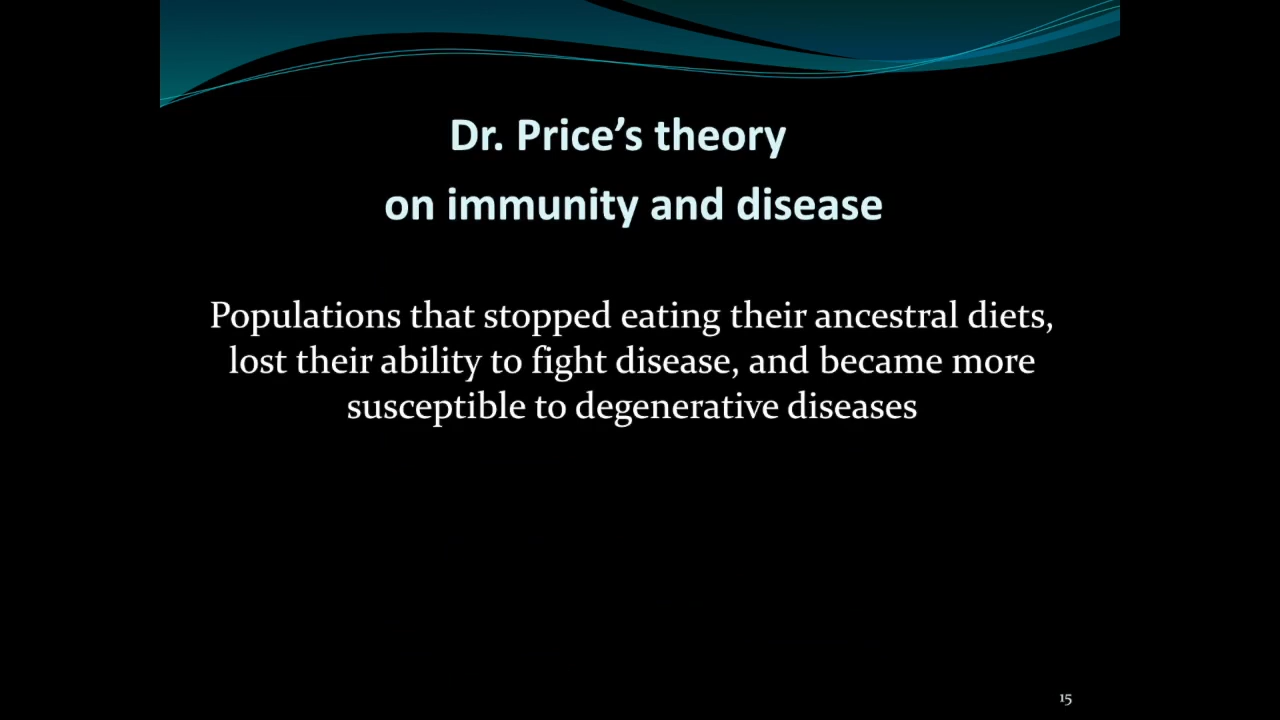 Dr. Price’s theory
on immunity and disease
Populations that stopped eating their ancestral diets,
lost their ability to fight disease, and became more
susceptible to degenerative diseases
15